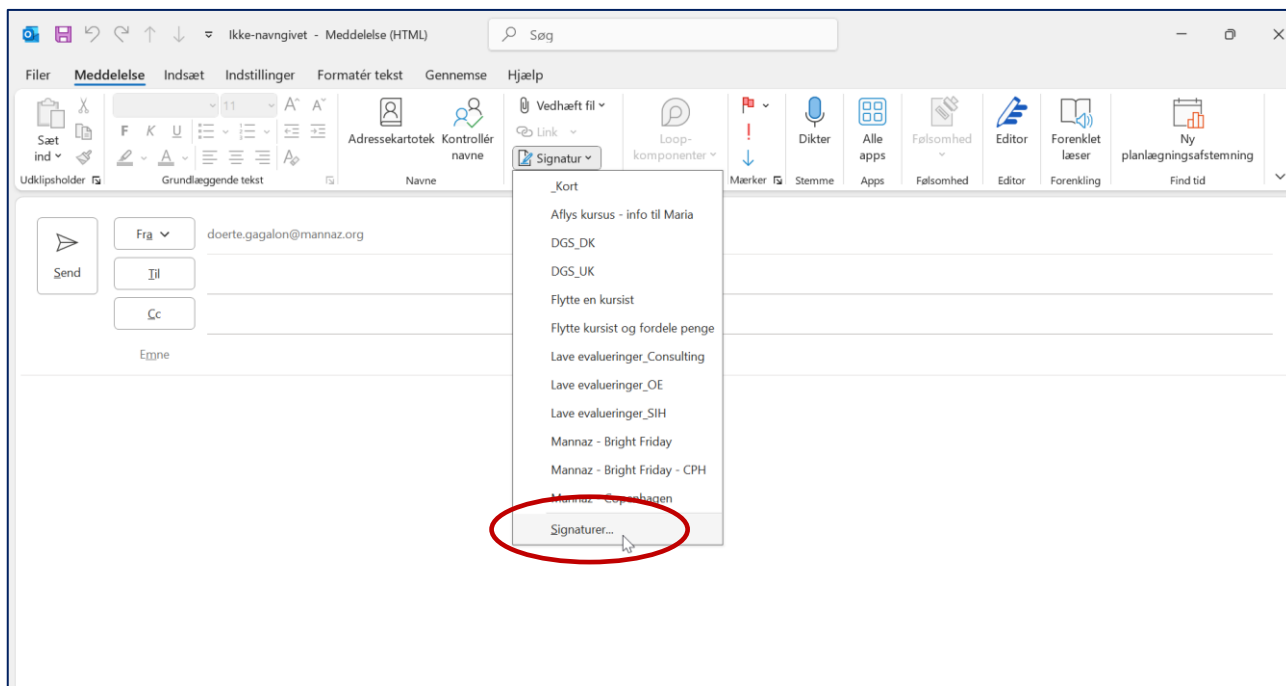 Ikke-navngivet - Meddelelse (HTML)
Søg
Filer Meddelelse Indsæt Indstillinger Formatér tekst Gennemse Hjælp
Sæt ind
11
F K U
Adressekartotek
Kontrollér navne
Vedhæft fil
Link
Signatur
Loop-komponenter
Dikter
Alle apps
Følsomhed
Editor
Forenklet læser
Ny planlægningsafstemning
Udklipsholder Grundlæggende tekst Navne Mærker Stemme Apps Følsomhed Editor Forenkling Find tid
_Kort
Aflys kursus - info til Maria
DGS_DK
DGS_UK
Flytte en kursist
Flytte kursist og fordele penge
Lave evalueringer_Consulting
Lave evalueringer_OE
Lave evalueringer_SIH
Mannaz - Bright Friday
Mannaz - Bright Friday - CPH
Mannaz - Copenhagen
Signaturer...
Send
Fra doerte.gagalon@mannaz.org
Til
Cc
Emne